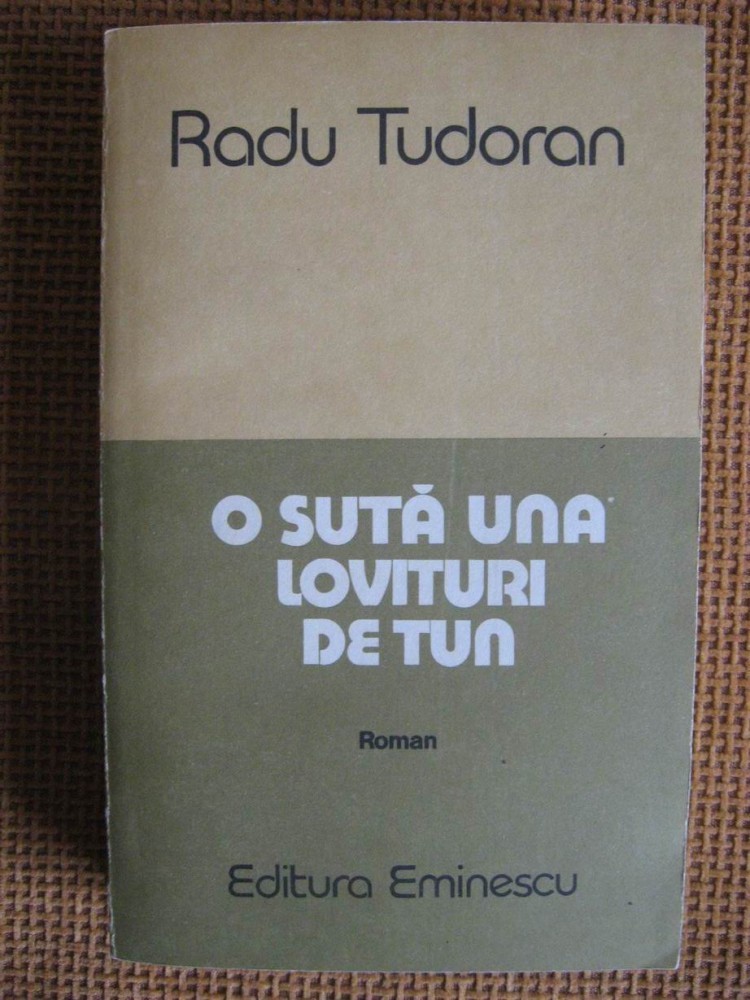 Radu Tudoran
O SUTĂ UNA
LOVITURI
DE TUN
Roman
Editura Eminescu